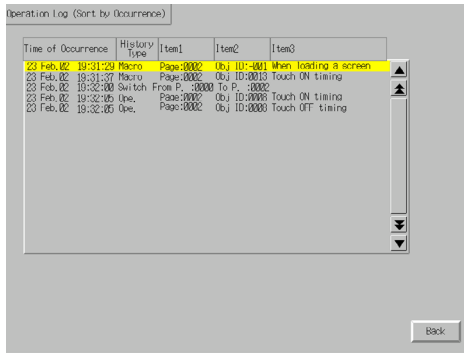 Operation Log (Sort by Occurrence)
Time of Occurrence History Type Item1 Item2 Item3
23 Feb.02 19:31:29 Macro Page:0002 Obj ID:-001 When loading a screen
23 Feb.02 19:31:37 Macro Page:0002 Obj ID:0013 Touch ON timing
23 Feb.02 19:32:00 Switch From P. :0000 To P. :0002
23 Feb.02 19:32:05 Ope. Page:0002 Obj ID:0008 Touch ON timing
23 Feb.02 19:32:05 Ope. Page:0002 Obj ID:0008 Touch OFF timing
Back